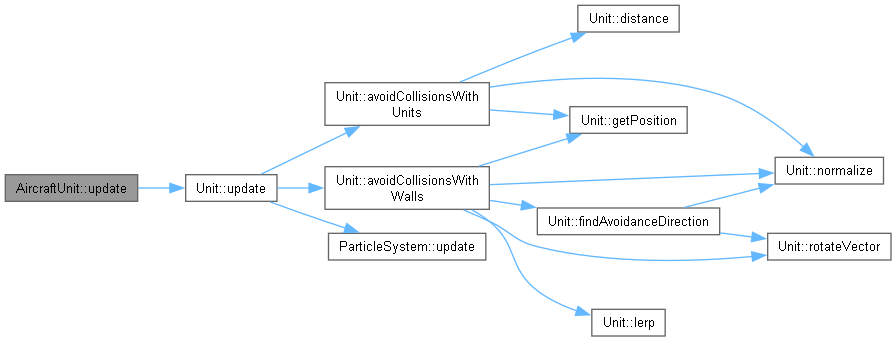 AircraftUnit::update
Unit::update
Unit::avoidCollisionsWith
Units
Unit::distance
Unit::getPosition
Unit::normalize
Unit::avoidCollisionsWith
Walls
Unit::findAvoidanceDirection
Unit::rotateVector
ParticleSystem::update
Unit::lerp